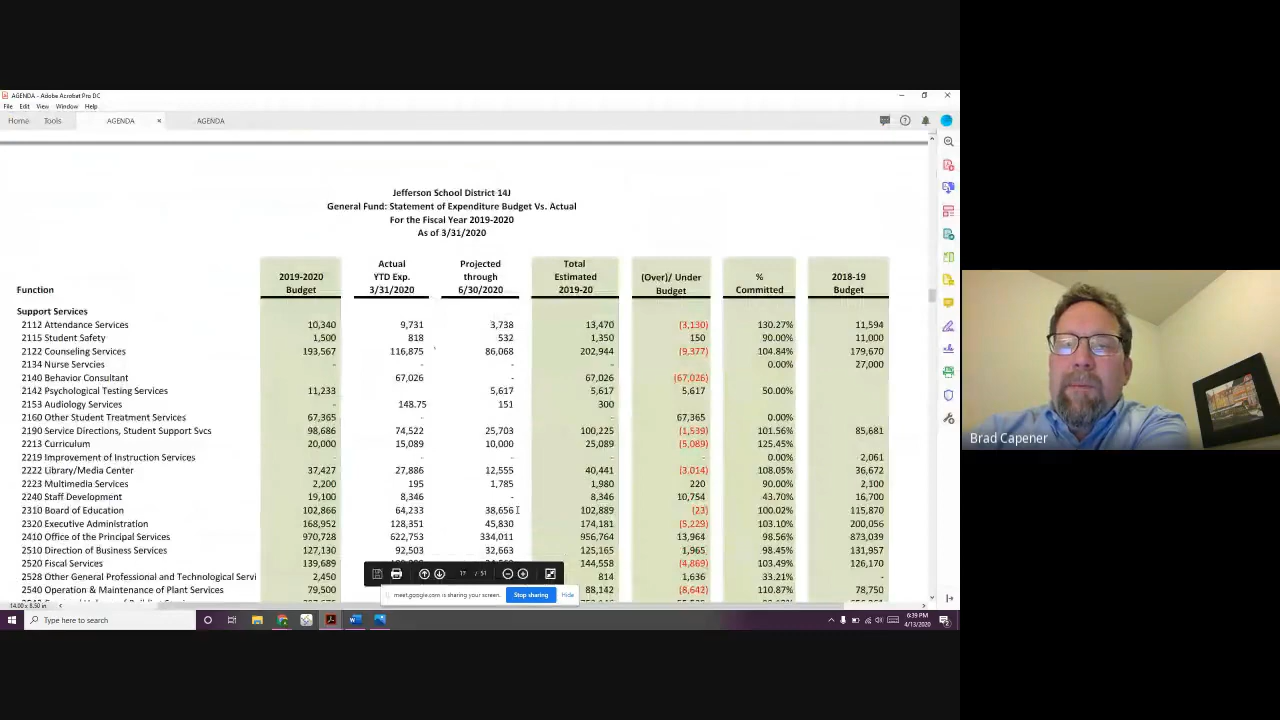 AGENDA - Adobe Acrobat Pro DC
File Edit View Window Help
Home Tools AGENDA × AGENDA
Jefferson School District 14J
General Fund: Statement of Expenditure Budget Vs. Actual
For the Fiscal Year 2019-2020
As of 3/31/2020
Function 2019-2020 Budget Actual YTD Exp. 3/31/2020 Projected through 6/30/2020 Total Estimated 2019-20 (Over)/ Under Budget % Committed 2018-19 Budget
Support Services
2112 Attendance Services 10,340 9,731 3,738 13,470 (3,130) 130.27% 11,594
2115 Student Safety 1,500 818 532 1,350 150 90.00% 11,000
2122 Counseling Services 193,567 116,875 86,068 202,944 (9,377) 104.84% 179,670
2134 Nurse Servcies - - - - - 0.00% 27,000
2140 Behavior Consultant 67,026 - 67,026 (67,026)
2142 Psychological Testing Services 11,233 - 5,617 5,617 5,617 50.00%
2153 Audiology Services 148.75 151 300
2160 Other Student Treatment Services 67,365 - - 67,365 0.00%
2190 Service Directions, Student Support Svcs 98,686 74,522 25,703 100,225 (1,539) 101.56% 85,681
2213 Curriculum 20,000 15,089 10,000 25,089 (5,089) 125.45%
2219 Improvement of Instruction Services - - - - - 0.00% 2,061
2222 Library/Media Center 37,427 27,886 12,555 40,441 (3,014) 108.05% 36,672
2223 Multimedia Services 2,200 195 1,785 1,980 220 90.00% 2,100
2240 Staff Development 19,100 8,346 - 8,346 10,754 43.70% 16,700
2310 Board of Education 102,866 64,233 38,656 102,889 (23) 100.02% 115,870
2320 Executive Administration 168,952 128,351 45,830 174,181 (5,229) 103.10% 200,056
2410 Office of the Principal Services 970,728 622,753 334,011 956,764 13,964 98.56% 873,039
2510 Direction of Business Services 127,130 92,503 32,663 125,165 1,965 98.45% 131,957
2520 Fiscal Services 139,689 144,558 (4,869) 103.49% 126,170
2528 Other General Professional and Technological Servi 2,450 814 1,636 33.21% -
2540 Operation & Maintenance of Plant Services 79,500 88,142 (8,642) 110.87% 78,750
17 / 51
meet.google.com is sharing your screen. Stop sharing Hide
14.00 x 8.50 in
Type here to search
6:39 PM
4/13/2020
Brad Capener